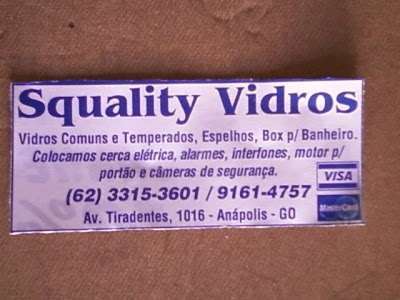 Squality Vidros
Vidros Comuns e Temperados, Espelhos, Box p/ Banheiro.
Colocamos cerca elétrica, alarmes, interfones, motor p/
portão e câmeras de segurança.
VISA
(62) 3315-3601 / 9161-4757
Av. Tiradentes, 1016 - Anápolis - GO
MasterCard